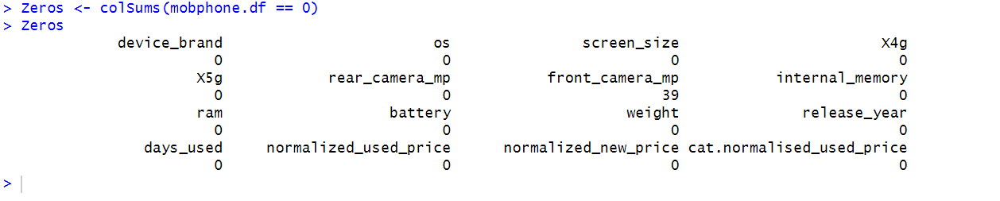 > Zeros <- colSums(mobphone.df == 0)
> Zeros
device_brand os screen_size X4g
0 0 0 0
X5g rear_camera_mp front_camera_mp internal_memory
0 0 39 0
ram battery weight release_year
0 0 0 0
days_used normalized_used_price normalized_new_price cat.normalised_used_price
0 0 0 0
>